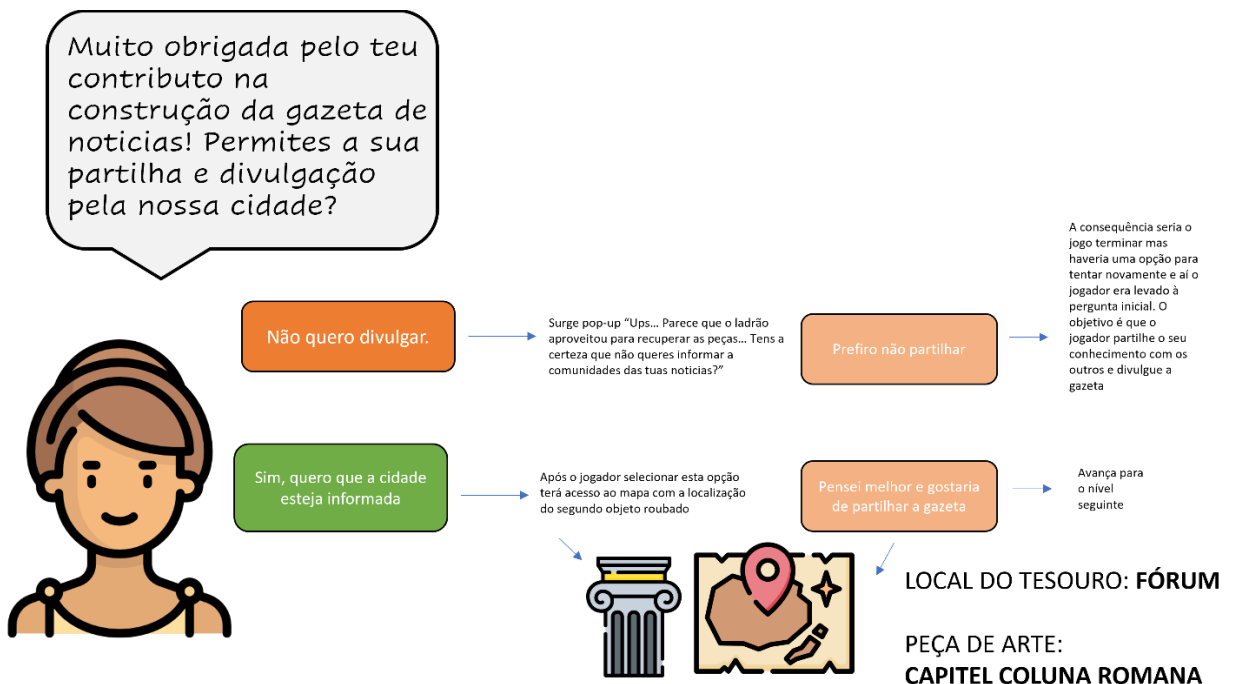 Muito obrigada pelo teu
contributo na
construção da gazeta de
noticias! Permites a sua
partilha e divulgação
pela nossa cidade?
Não quero divulgar.
Surge pop-up “Ups... Parece que o ladrão
aproveitou para recuperar as peças... Tens a
certeza que não queres informar a
comunidades das tuas noticias?”
Prefiro não partilhar
A consequência seria o
jogo terminar mas
haveria uma opção para
tentar novamente e aí o
jogador era levado à
pergunta inicial. O
objetivo é que o
jogador partilhe o seu
conhecimento com os
outros e divulgue a
gazeta
Sim, quero que a cidade
esteja informada
Após o jogador selecionar esta opção
terá acesso ao mapa com a localização
do segundo objeto roubado
Pensei melhor e gostaria
de partilhar a gazeta
Avança para
o nível
seguinte
LOCAL DO TESOURO: FÓRUM
PEÇA DE ARTE:
CAPITEL COLUNA ROMANA